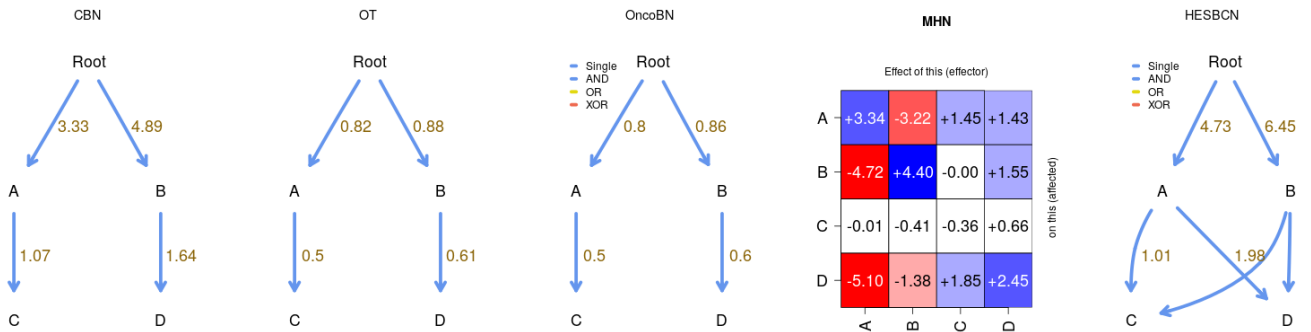 CBN
Root
3.33
4.89
A
B
1.07
1.64
C
D
OT
Root
0.82
0.88
A
B
0.5
0.61
C
D
OncoBN
Single
AND
OR
XOR
Root
0.8
0.86
A
B
0.5
0.6
C
D
MHN
Effect of this (effector)
A
+3.34 -3.22 +1.45 +1.43
B
-4.72 +4.40 -0.00 +1.55
C
-0.01 -0.41 -0.36 +0.66
D
-5.10 -1.38 +1.85 +2.45
A
B
C
D
on this (affected)
HESBCN
Single
AND
OR
XOR
Root
4.73
6.45
A
B
1.01
1.98
C
D